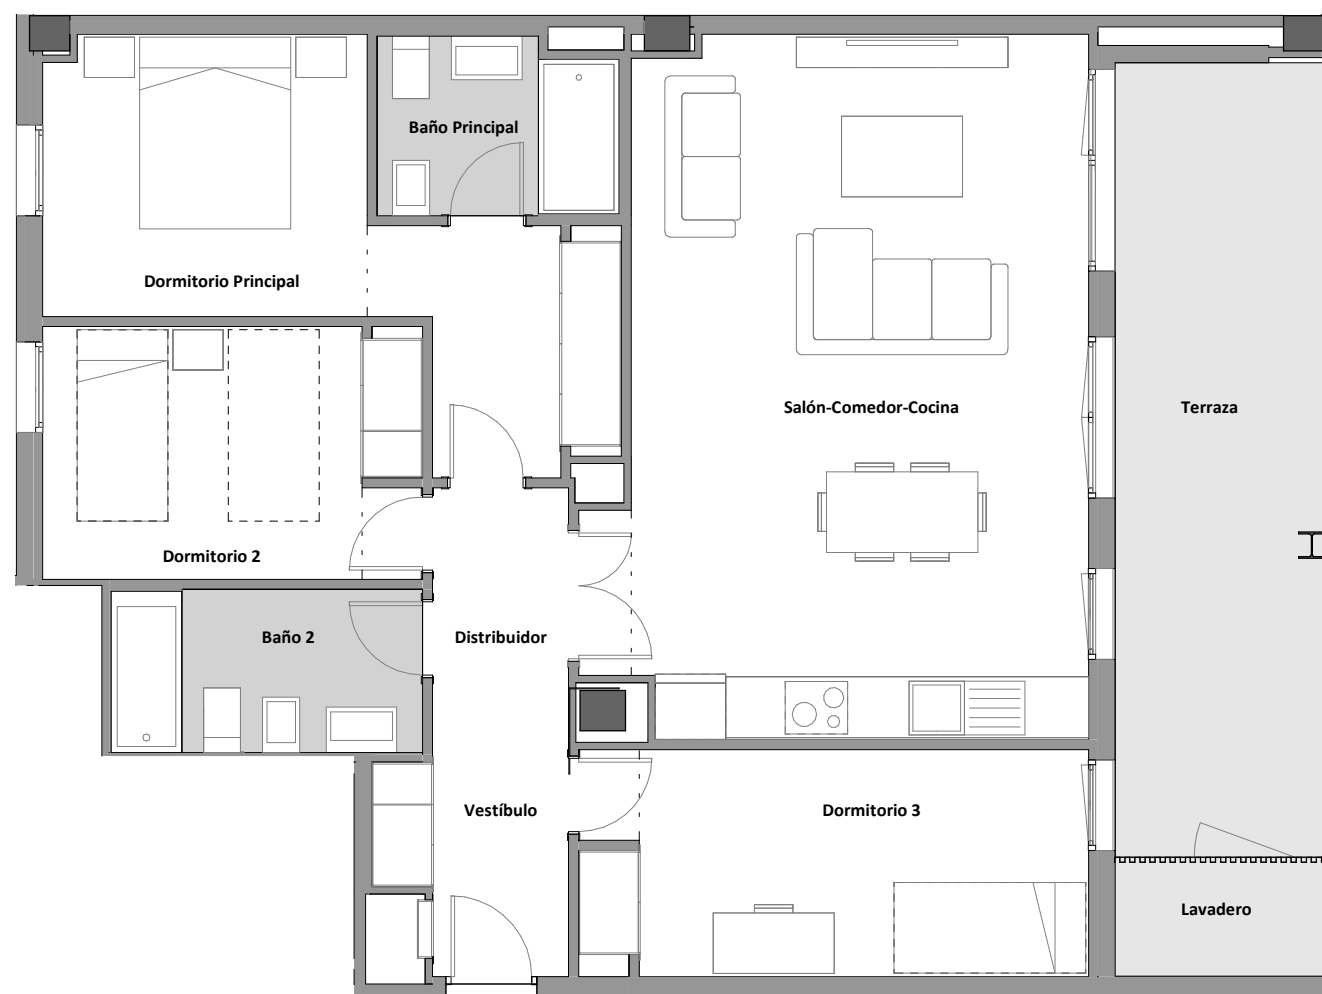 Baño Principal
Dormitorio Principal
Salón-Comedor-Cocina
Terraza
Dormitorio 2
Baño 2
Distribuidor
Vestíbulo
Dormitorio 3
Lavadero